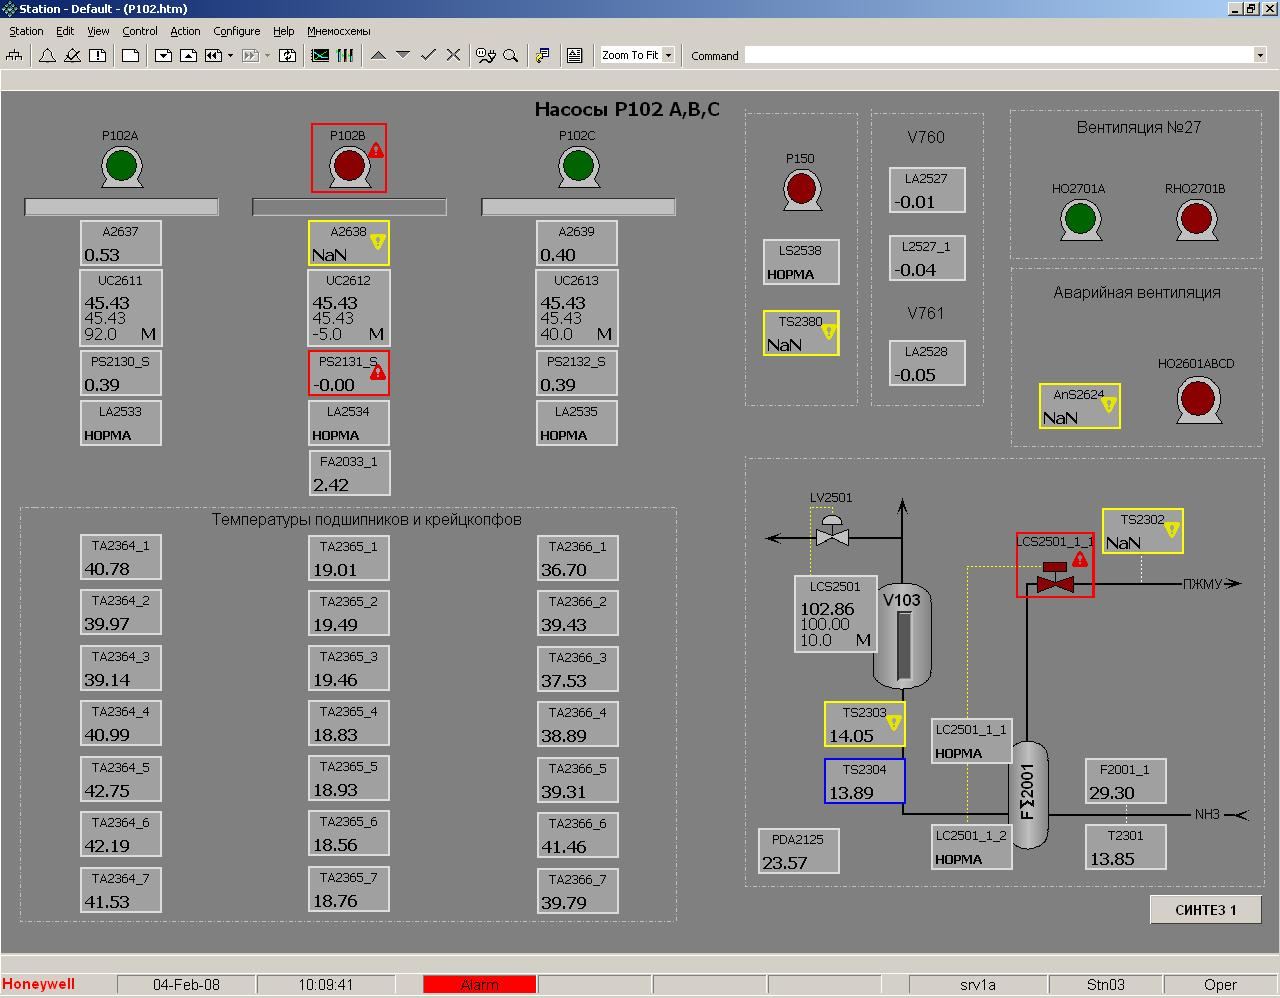 Station - Default - (P102.htm)
Station Edit View Control Action Configure Help Мнемосхемы
Zoom To Fit Command
Насосы P102 A,B,C
P102A
P102B
P102C
A2637
0.53
A2638
NaN
A2639
0.40
UC2611
45.43
45.43
92.0 M
UC2612
45.43
45.43
-5.0 M
UC2613
45.43
45.43
40.0 M
PS2130_S
0.39
PS2131_S
-0.00
PS2132_S
0.39
LA2533
НОРМА
LA2534
НОРМА
LA2535
НОРМА
FA2033_1
2.42
P150
LS2538
НОРМА
TS2380
NaN
V760
LA2527
-0.01
L2527_1
-0.04
V761
LA2528
-0.05
Вентиляция №27
HO2701A
RHO2701B
Аварийная вентиляция
AnS2624
NaN
HO2601ABCD
Температуры подшипников и крейцкопфов
TA2364_1
40.78
TA2365_1
19.01
TA2366_1
36.70
TA2364_2
39.97
TA2365_2
19.49
TA2366_2
39.43
TA2364_3
39.14
TA2365_3
19.46
TA2366_3
37.53
TA2364_4
40.99
TA2365_4
18.83
TA2366_4
38.89
TA2364_5
42.75
TA2365_5
18.93
TA2366_5
39.31
TA2364_6
42.19
TA2365_6
18.56
TA2366_6
41.46
TA2364_7
41.53
TA2365_7
18.76
TA2366_7
39.79
LV2501
LCS2501
102.86
100.00
10.0 M
V103
LCS2501_1_1
TS2302
NaN
ПЖМУ
TS2303
14.05
TS2304
13.89
LC2501_1_1
НОРМА
LC2501_1_2
НОРМА
FΣ2001
F2001_1
29.30
NH3
T2301
13.85
PDA2125
23.57
СИНТЕЗ 1
Honeywell 04-Feb-08 10:09:41 Alarm srv1a Stn03 Oper